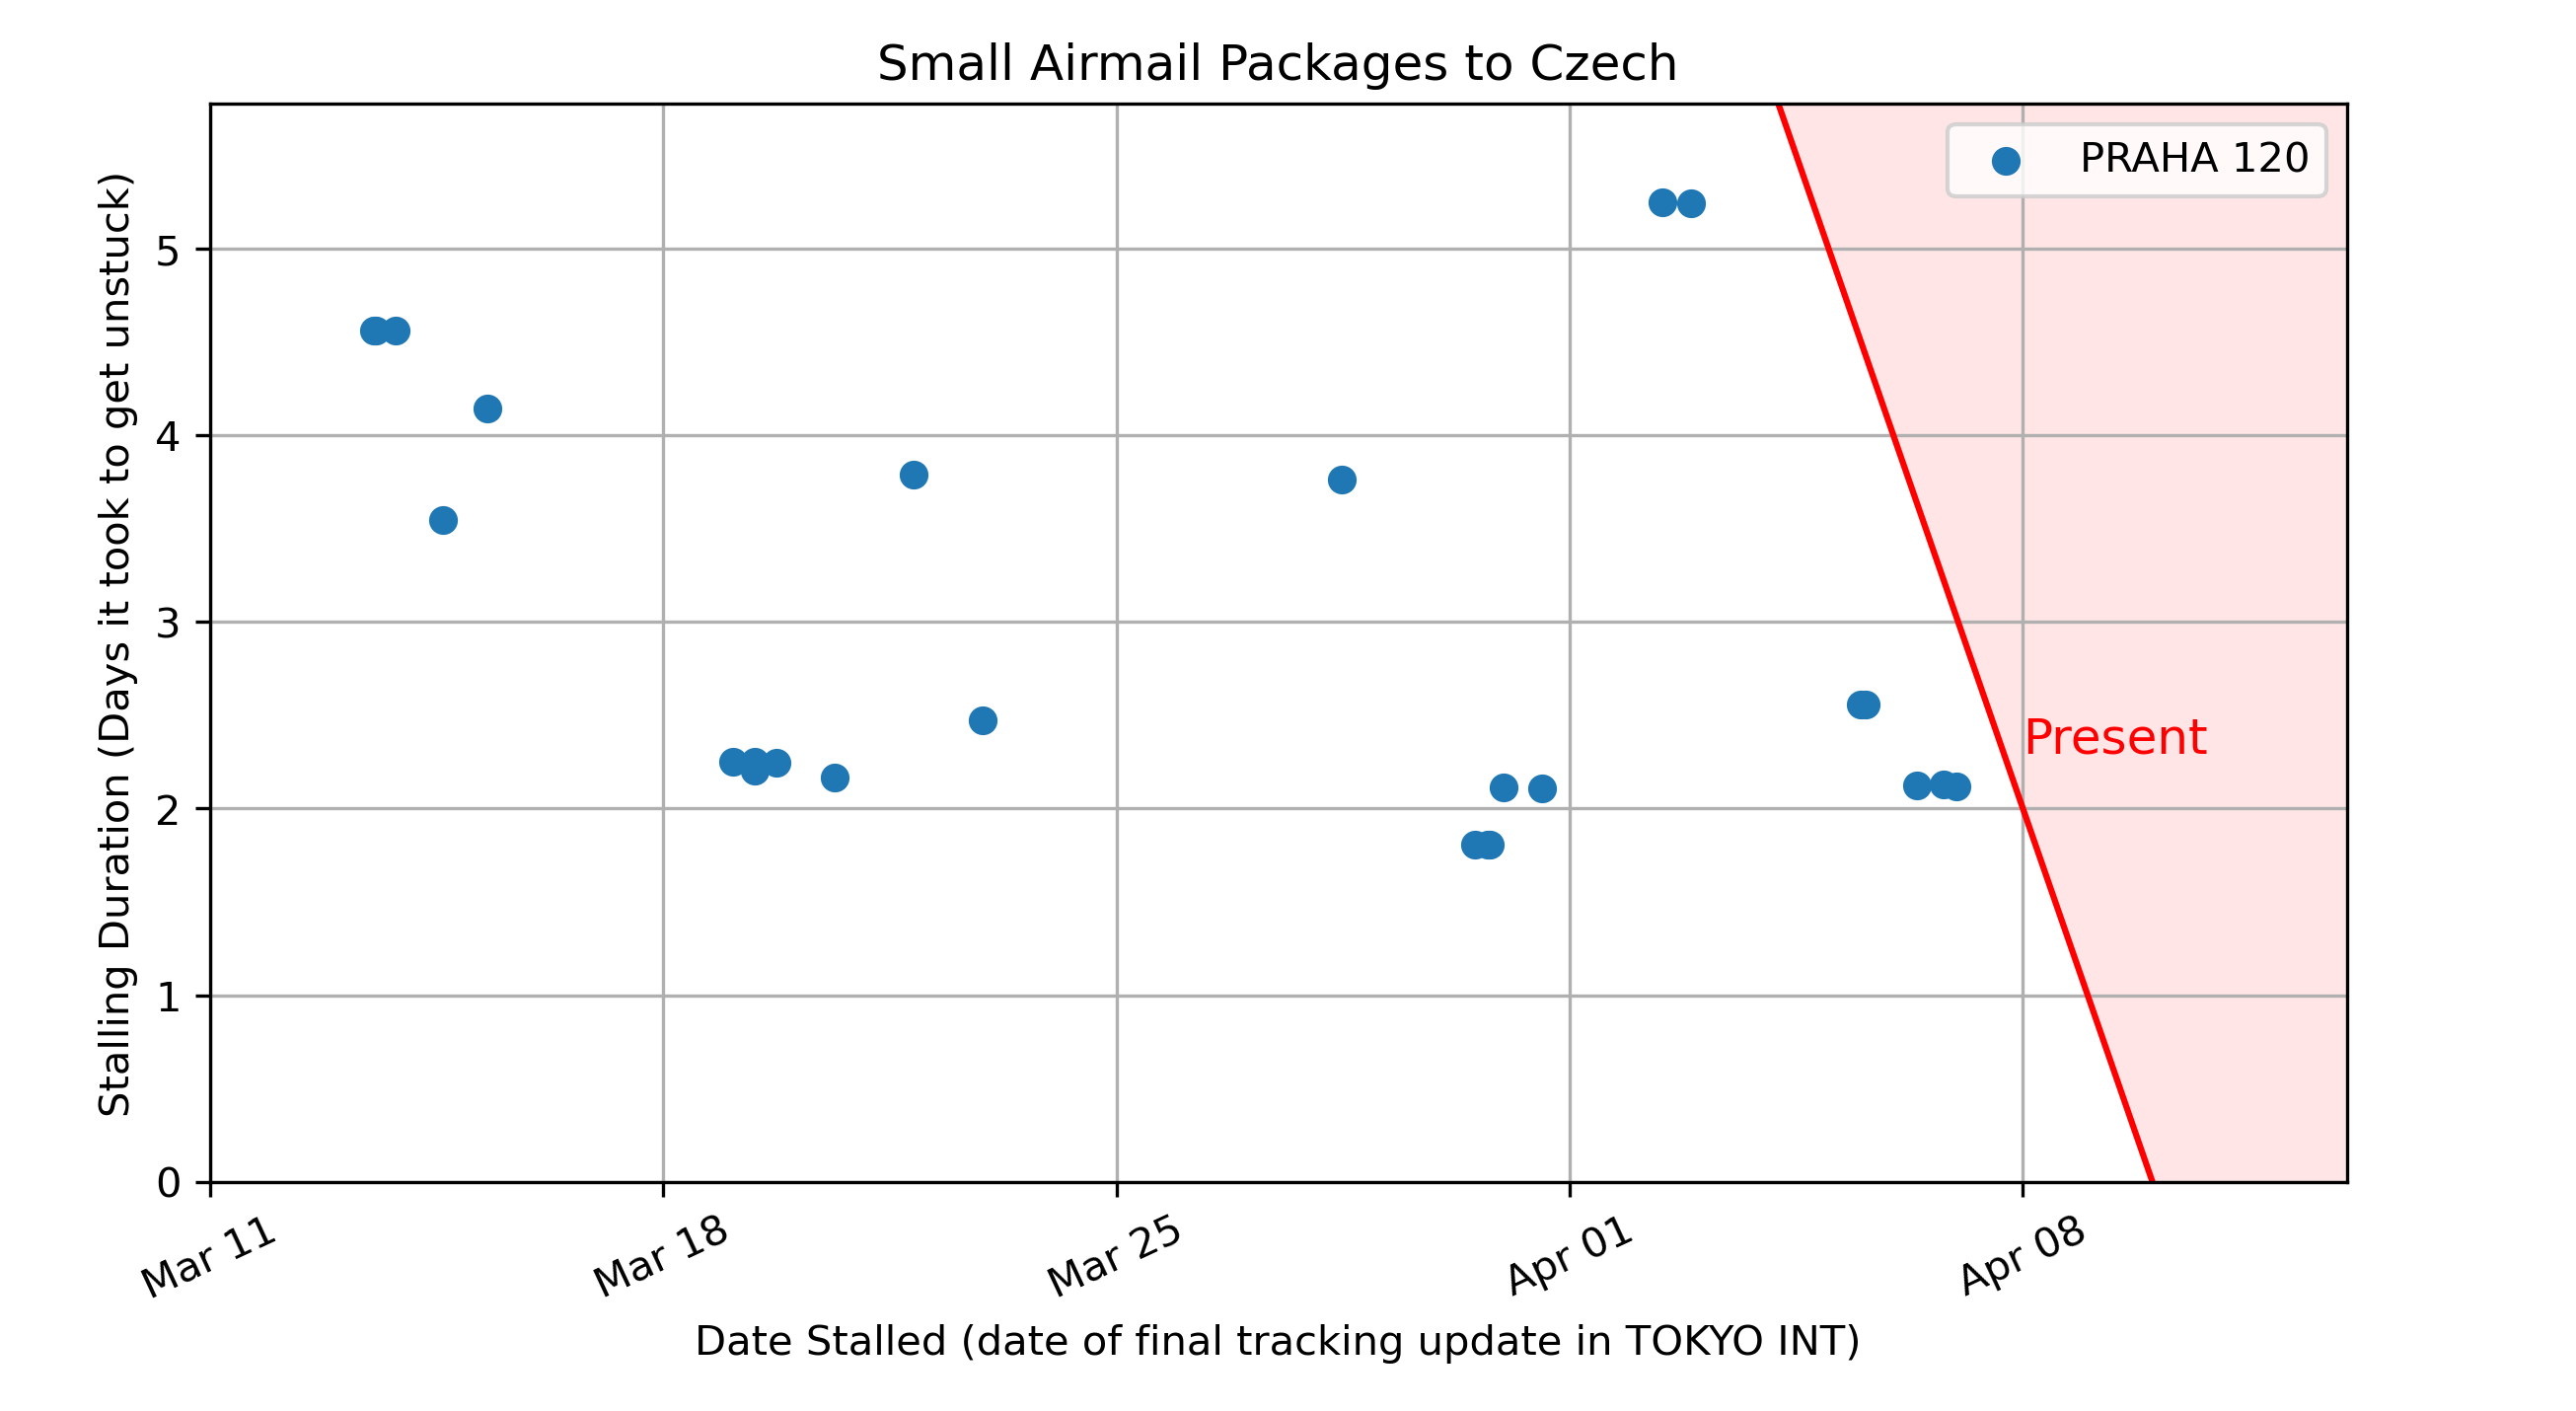 Small Airmail Packages to Czech
PRAHA 120
Stalling Duration (Days it took to get unstuck)
5
4
3
2
1
0
Present
Mar 11
Mar 18
Mar 25
Apr 01
Apr 08
Date Stalled (date of final tracking update in TOKYO INT)